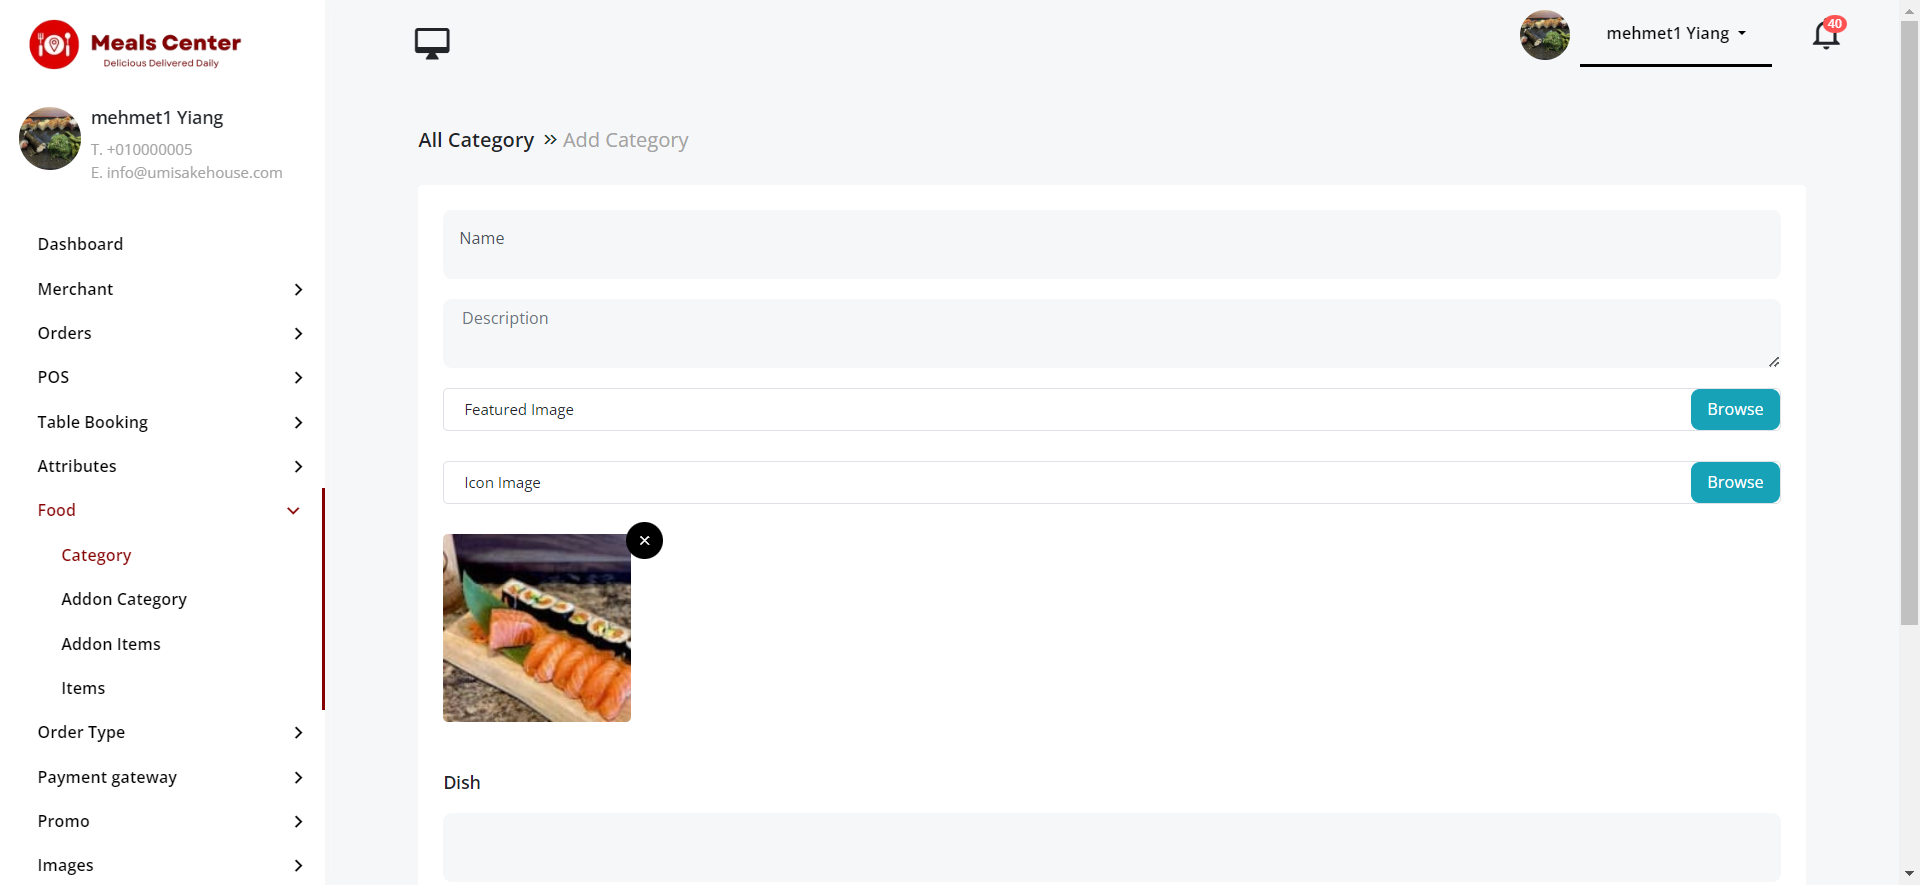 Meals Center
Delicious Delivered Daily
mehmet1 Yiang
T. +010000005
E. info@umisakehouse.com
Dashboard
Merchant
Orders
POS
Table Booking
Attributes
Food
Category
Addon Category
Addon Items
Items
Order Type
Payment gateway
Promo
Images
mehmet1 Yiang
40
All Category » Add Category
Name
Description
Featured Image
Browse
Icon Image
Browse
Dish